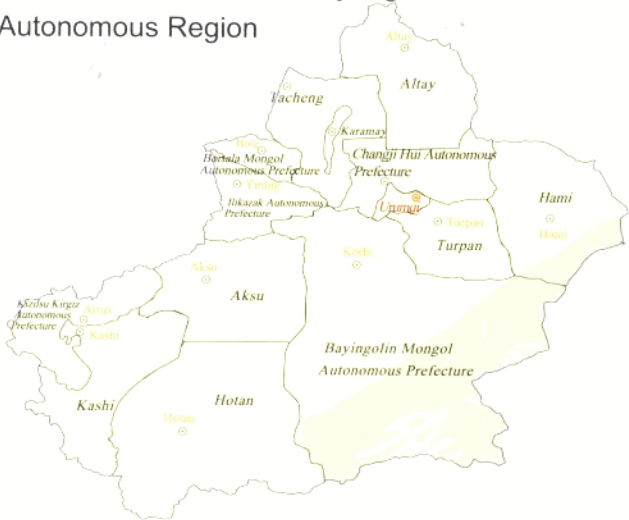 Autonomous Region
Altay
Altay
Tacheng
Karamay
Changji Hui Autonomous
Prefecture
Bole
Bortala Mongol
Autonomous Prefecture
Yining
Ilikazak Autonomous
Prefecture
Urumqi
Turpan
Turpan
Hami
Hami
Korla
Aksu
Aksu
Kizilsu Kirgiz
Autonomous
Prefecture
Artux
Kashi
Kashi
Bayingolin Mongol
Autonomous Prefecture
Hotan
Hotan